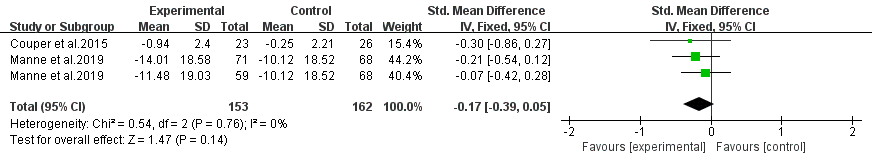 Experimental Control Std. Mean Difference Std. Mean Difference
Study or Subgroup Mean SD Total Mean SD Total Weight IV, Fixed, 95% CI IV, Fixed, 95% CI
Couper et al.2015 -0.94 2.4 23 -0.25 2.21 26 15.4% -0.30 [-0.86, 0.27]
Manne et al.2019 -14.01 18.58 71 -10.12 18.52 68 44.2% -0.21 [-0.54, 0.12]
Manne et al.2019 -11.48 19.03 59 -10.12 18.52 68 40.4% -0.07 [-0.42, 0.28]
Total (95% CI) 153 162 100.0% -0.17 [-0.39, 0.05]
Heterogeneity: Chi² = 0.54, df = 2 (P = 0.76); I² = 0%
Test for overall effect: Z = 1.47 (P = 0.14)
-2 -1 0 1 2
Favours [experimental] Favours [control]